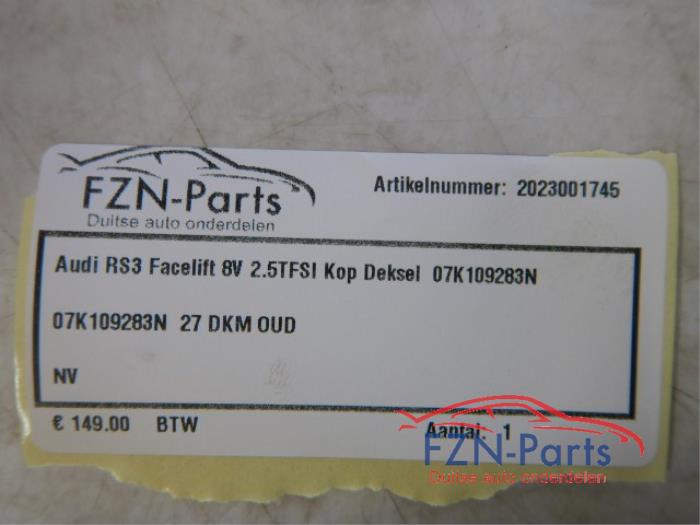 FZN-Parts
Duitse auto onderdelen
Artikelnummer: 2023001745
Audi RS3 Facelift 8V 2.5TFSI Kop Deksel 07K109283N
07K109283N 27 DKM OUD
NV
€ 149.00 BTW
Aantal: 1
FZN-Parts
Duitse auto onderdelen